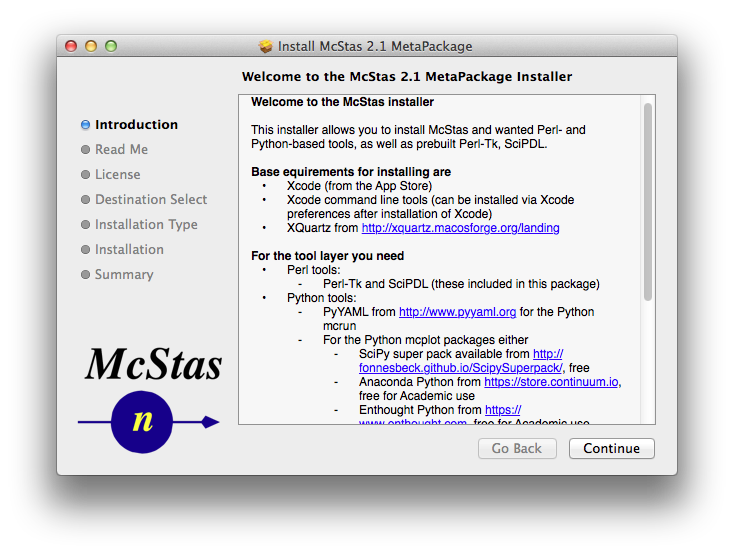 Install McStas 2.1 MetaPackage
Welcome to the McStas 2.1 MetaPackage Installer
Introduction
Read Me
License
Destination Select
Installation Type
Installation
Summary
McStas
n
Welcome to the McStas installer
This installer allows you to install McStas and wanted Perl- and
Python-based tools, as well as prebuilt Perl-Tk, SciPDL.
Base equirements for installing are
• Xcode (from the App Store)
• Xcode command line tools (can be installed via Xcode
preferences after installation of Xcode)
• XQuartz from http://xquartz.macosforge.org/landing
For the tool layer you need
• Perl tools:
- Perl-Tk and SciPDL (these included in this package)
• Python tools:
- PyYAML from http://www.pyyaml.org for the Python
mcrun
- For the Python mcplot packages either
- SciPy super pack available from http://
fonnesbeck.github.io/ScipySuperpack/, free
- Anaconda Python from https://store.continuum.io,
free for Academic use
- Enthought Python from https://
www.enthought.com, free for Academic use
Go Back
Continue